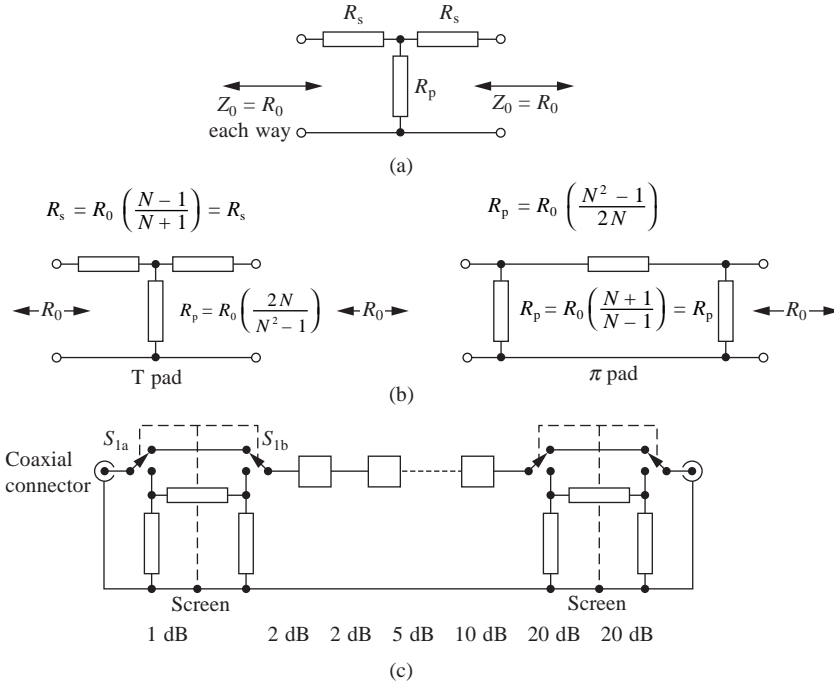 R_s R_s
R_p
Z_0 = R_0
each way
Z_0 = R_0
(a)
R_s = R_0 ( (N − 1) / (N + 1) ) = R_s
R_p = R_0 ( (N^2 − 1) / 2N )
R_0
R_p = R_0 ( 2N / (N^2 − 1) )
R_0
R_p = R_0 ( (N + 1) / (N − 1) ) = R_p
R_0
T pad
π pad
(b)
S_1a
S_1b
Coaxial
connector
Screen
Screen
1 dB 2 dB 2 dB 5 dB 10 dB 20 dB 20 dB
(c)